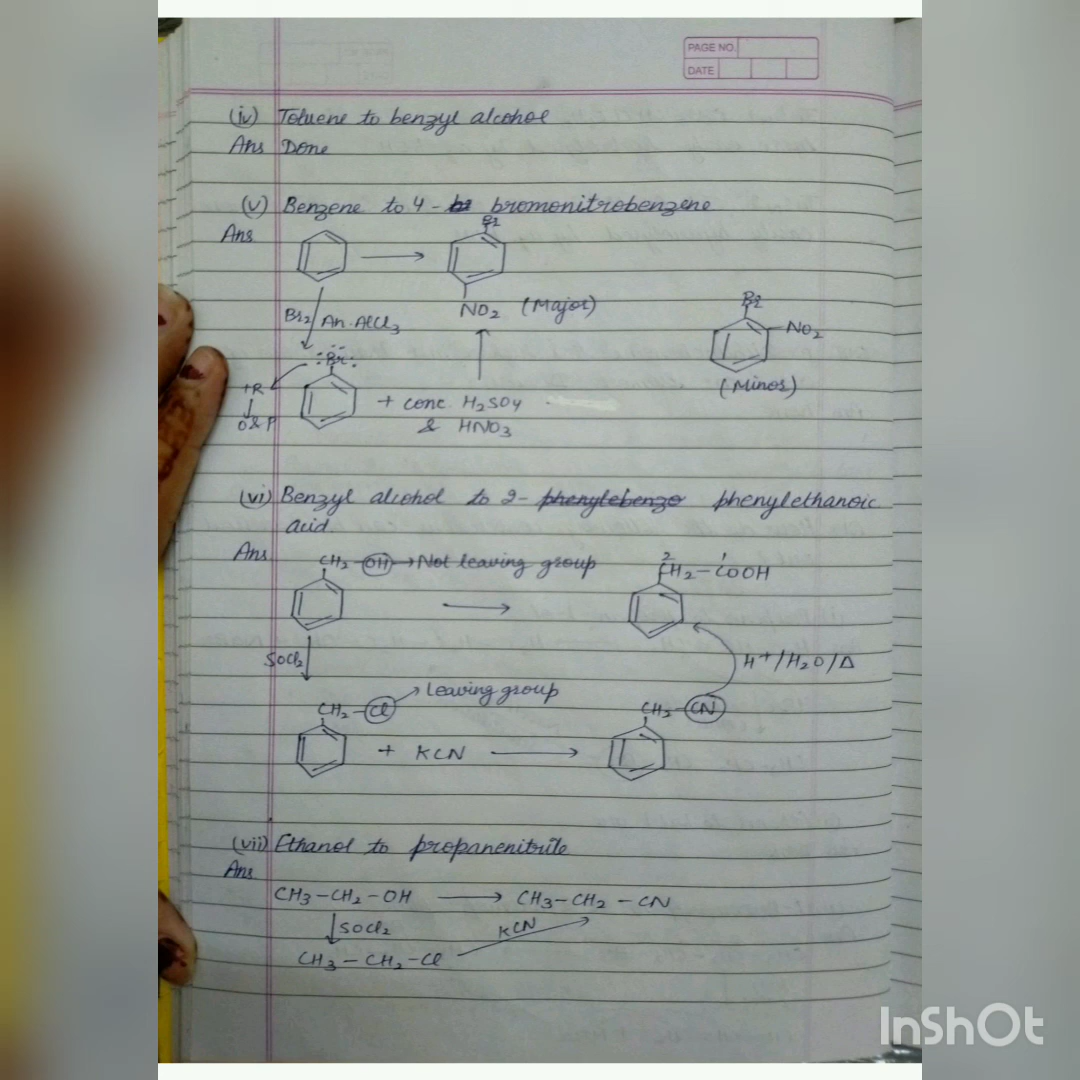 PAGE NO.
DATE
(iv) Toluene to benzyl alcohol
Ans Done
(v) Benzene to 4- bromonitrobenzene
Ans
Br
NO2 (Major)
Br2 / An. AlCl3
Br
NO2
(Minor)
:Br:
+R
O & P
+ conc. H2SO4
& HNO3
(vi) Benzyl alcohol to 2- phenylebenzo phenylethanoic
acid.
Ans
CH2-OH → Not leaving group
2 1
CH2-COOH
SOCl2
H+/H2O/Δ
Leaving group
CH2-Cl
CH2-CN
+ KCN
(vii) Ethanol to propanenitrile
Ans
CH3-CH2-OH → CH3-CH2-CN
SOCl2
KCN
CH3-CH2-Cl
InShOt